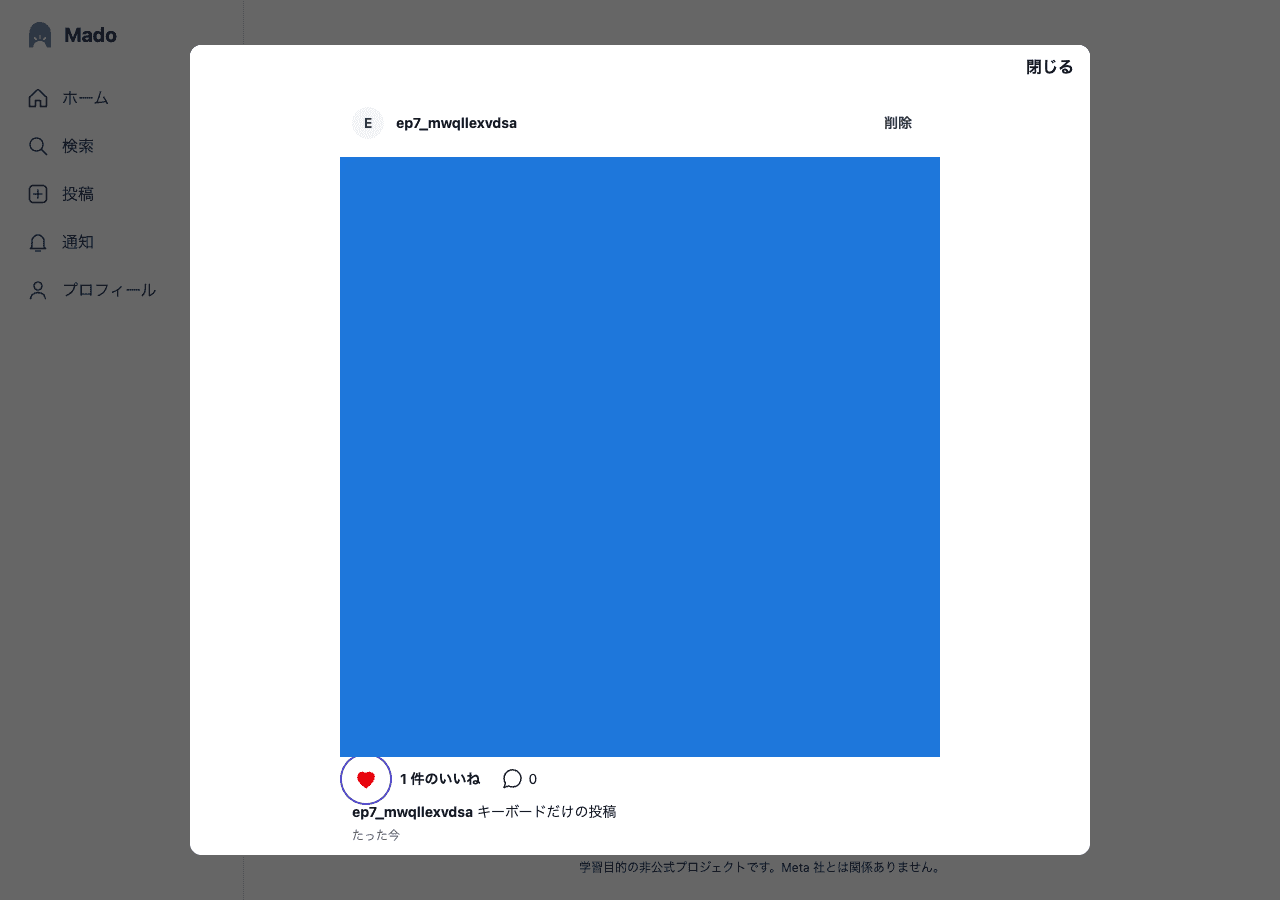 Mado
ホーム
検索
投稿
通知
プロフィール
閉じる
E ep7_mwqllexvdsa 削除
1 件のいいね 0
ep7_mwqllexvdsa キーボードだけの投稿
たった今
学習目的の非公式プロジェクトです。Meta 社とは関係ありません。